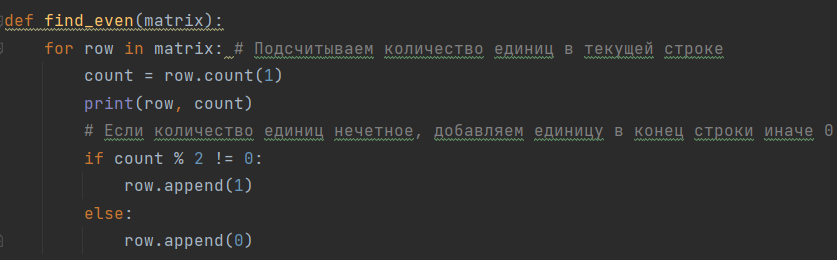 def find_even(matrix):
    for row in matrix: # Подсчитываем количество единиц в текущей строке
        count = row.count(1)
        print(row, count)
        # Если количество единиц нечетное, добавляем единицу в конец строки иначе 0
        if count % 2 != 0:
            row.append(1)
        else:
            row.append(0)